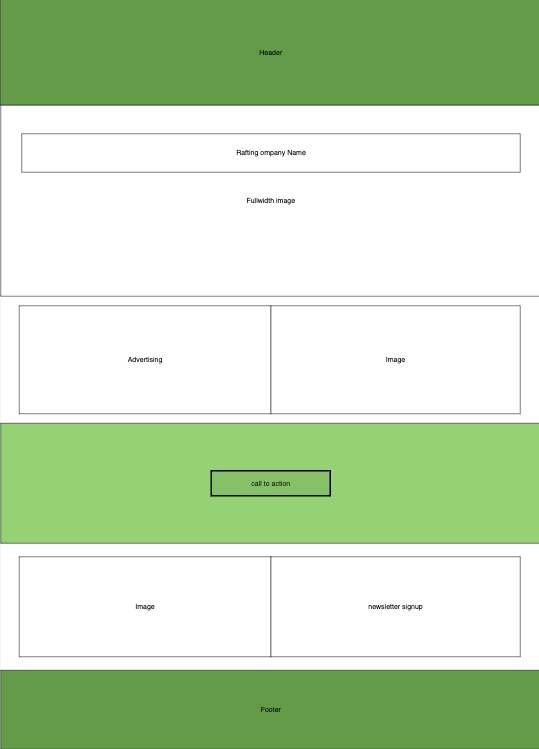 Header
Rafting ompany Name
Fullwidth image
Advertising
Image
call to action
Image
newsletter signup
Footer